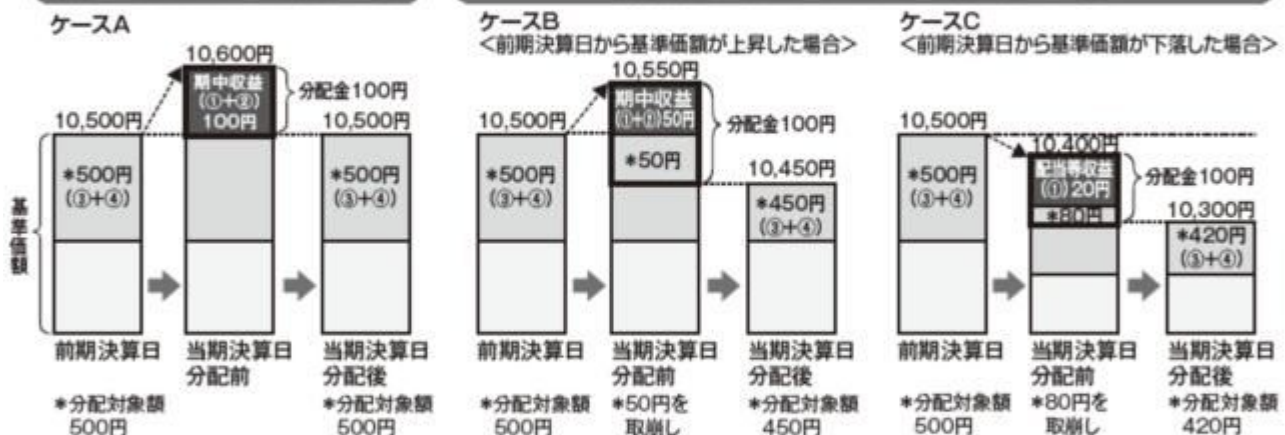 ケースA
10,600円
期中収益
(①+②)
100円
分配金100円
10,500円
10,500円
*500円
(③+④)
*500円
(③+④)
基準価額
前期決算日
当期決算日
分配前
当期決算日
分配後
*分配対象額
500円
*分配対象額
500円
ケースB
<前期決算日から基準価額が上昇した場合>
10,550円
期中収益
(①+②)50円
分配金100円
10,500円
*50円
10,450円
*500円
(③+④)
*450円
(③+④)
前期決算日
当期決算日
分配前
当期決算日
分配後
*分配対象額
500円
*50円を
取崩し
*分配対象額
450円
ケースC
<前期決算日から基準価額が下落した場合>
10,500円
10,400円
配当等収益
(①)20円
分配金100円
*500円
(③+④)
*80円
10,300円
*420円
(③+④)
前期決算日
当期決算日
分配前
当期決算日
分配後
*分配対象額
500円
*80円を
取崩し
*分配対象額
420円